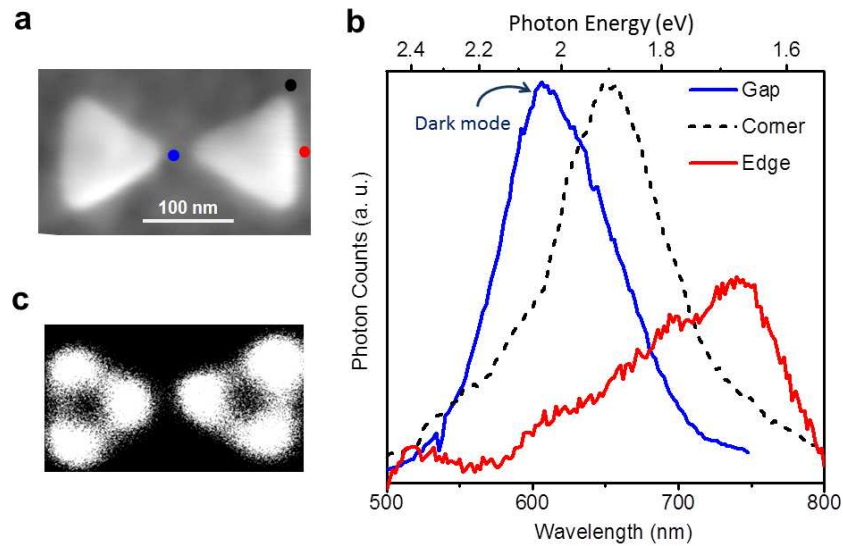 a
100 nm
c
b
Photon Energy (eV)
2.4 2.2 2 1.8 1.6
Dark mode
Gap
Corner
Edge
Photon Counts (a. u.)
500 600 700 800
Wavelength (nm)